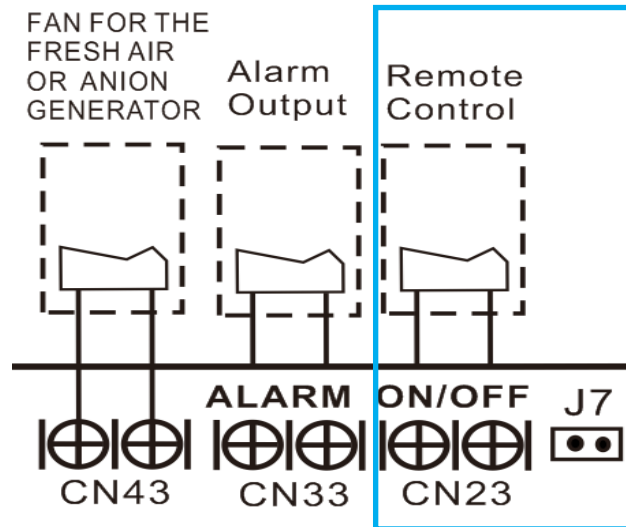 FAN FOR THE
FRESH AIR
OR ANION
GENERATOR
Alarm
Output
Remote
Control
ALARM ON/OFF J7
CN43 CN33 CN23